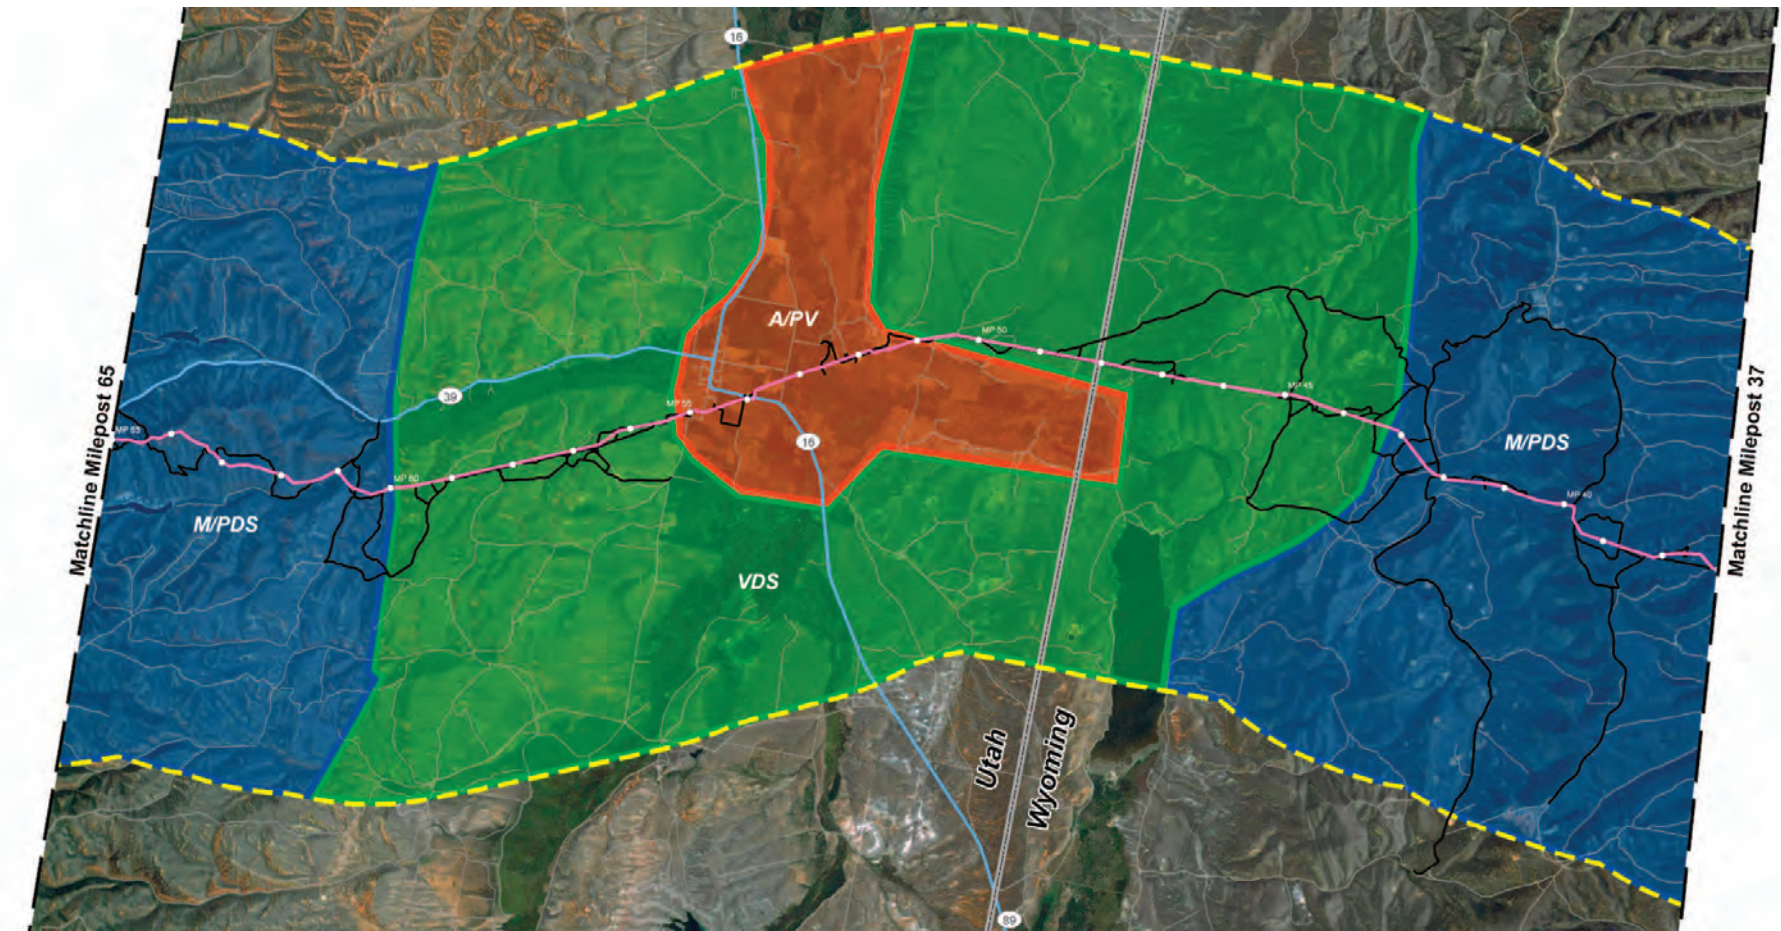 16
A/PV
MP 50
Matchline Milepost 65
39
MP 55
MP 45
Matchline Milepost 37
MP 65
16
M/PDS
MP 60
MP 40
M/PDS
VDS
Utah
Wyoming
89